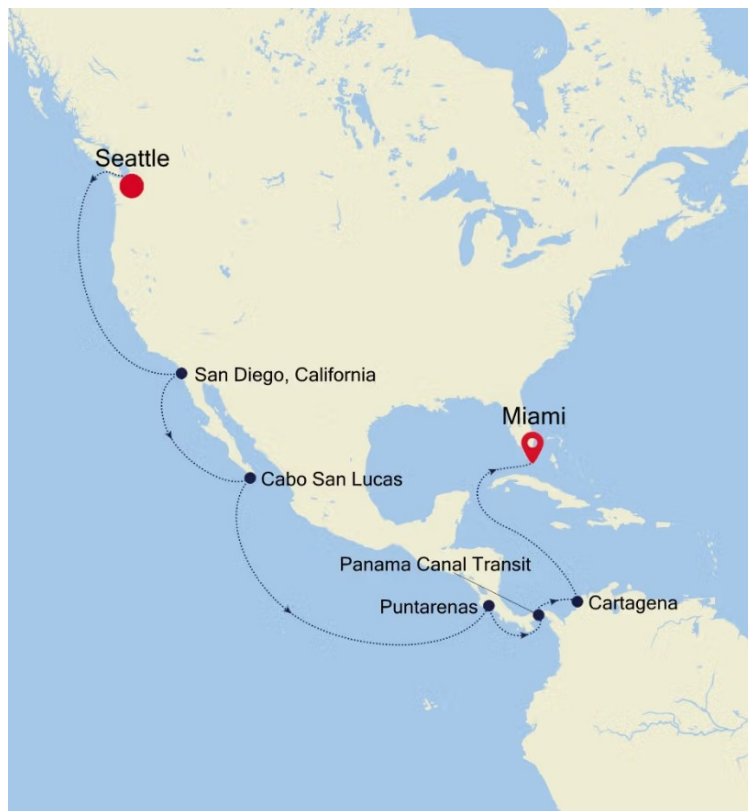 Seattle
San Diego, California
Miami
Cabo San Lucas
Panama Canal Transit
Puntarenas
Cartagena